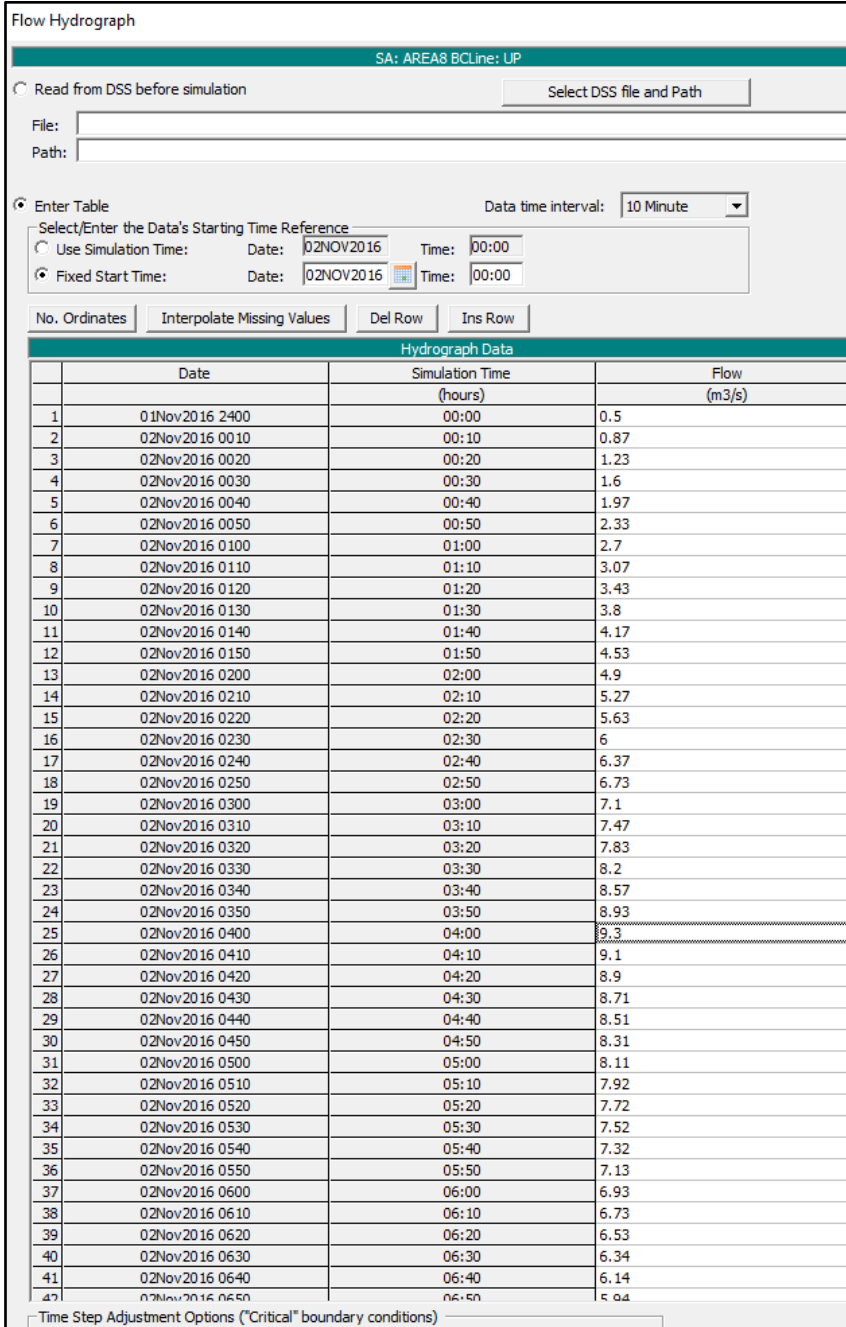 Flow Hydrograph
SA: AREA8 BCLine: UP
Read from DSS before simulation Select DSS file and Path
File:
Path:
Enter Table Data time interval: 10 Minute
Select/Enter the Data's Starting Time Reference
Use Simulation Time: Date: 02NOV2016 Time: 00:00
Fixed Start Time: Date: 02NOV2016 Time: 00:00
No. Ordinates Interpolate Missing Values Del Row Ins Row
Hydrograph Data
Date Simulation Time Flow
(hours) (m3/s)
1 01Nov2016 2400 00:00 0.5
2 02Nov2016 0010 00:10 0.87
3 02Nov2016 0020 00:20 1.23
4 02Nov2016 0030 00:30 1.6
5 02Nov2016 0040 00:40 1.97
6 02Nov2016 0050 00:50 2.33
7 02Nov2016 0100 01:00 2.7
8 02Nov2016 0110 01:10 3.07
9 02Nov2016 0120 01:20 3.43
10 02Nov2016 0130 01:30 3.8
11 02Nov2016 0140 01:40 4.17
12 02Nov2016 0150 01:50 4.53
13 02Nov2016 0200 02:00 4.9
14 02Nov2016 0210 02:10 5.27
15 02Nov2016 0220 02:20 5.63
16 02Nov2016 0230 02:30 6
17 02Nov2016 0240 02:40 6.37
18 02Nov2016 0250 02:50 6.73
19 02Nov2016 0300 03:00 7.1
20 02Nov2016 0310 03:10 7.47
21 02Nov2016 0320 03:20 7.83
22 02Nov2016 0330 03:30 8.2
23 02Nov2016 0340 03:40 8.57
24 02Nov2016 0350 03:50 8.93
25 02Nov2016 0400 04:00 9.3
26 02Nov2016 0410 04:10 9.1
27 02Nov2016 0420 04:20 8.9
28 02Nov2016 0430 04:30 8.71
29 02Nov2016 0440 04:40 8.51
30 02Nov2016 0450 04:50 8.31
31 02Nov2016 0500 05:00 8.11
32 02Nov2016 0510 05:10 7.92
33 02Nov2016 0520 05:20 7.72
34 02Nov2016 0530 05:30 7.52
35 02Nov2016 0540 05:40 7.32
36 02Nov2016 0550 05:50 7.13
37 02Nov2016 0600 06:00 6.93
38 02Nov2016 0610 06:10 6.73
39 02Nov2016 0620 06:20 6.53
40 02Nov2016 0630 06:30 6.34
41 02Nov2016 0640 06:40 6.14
42 02Nov2016 0650 06:50 5.94
Time Step Adjustment Options ("Critical" boundary conditions)